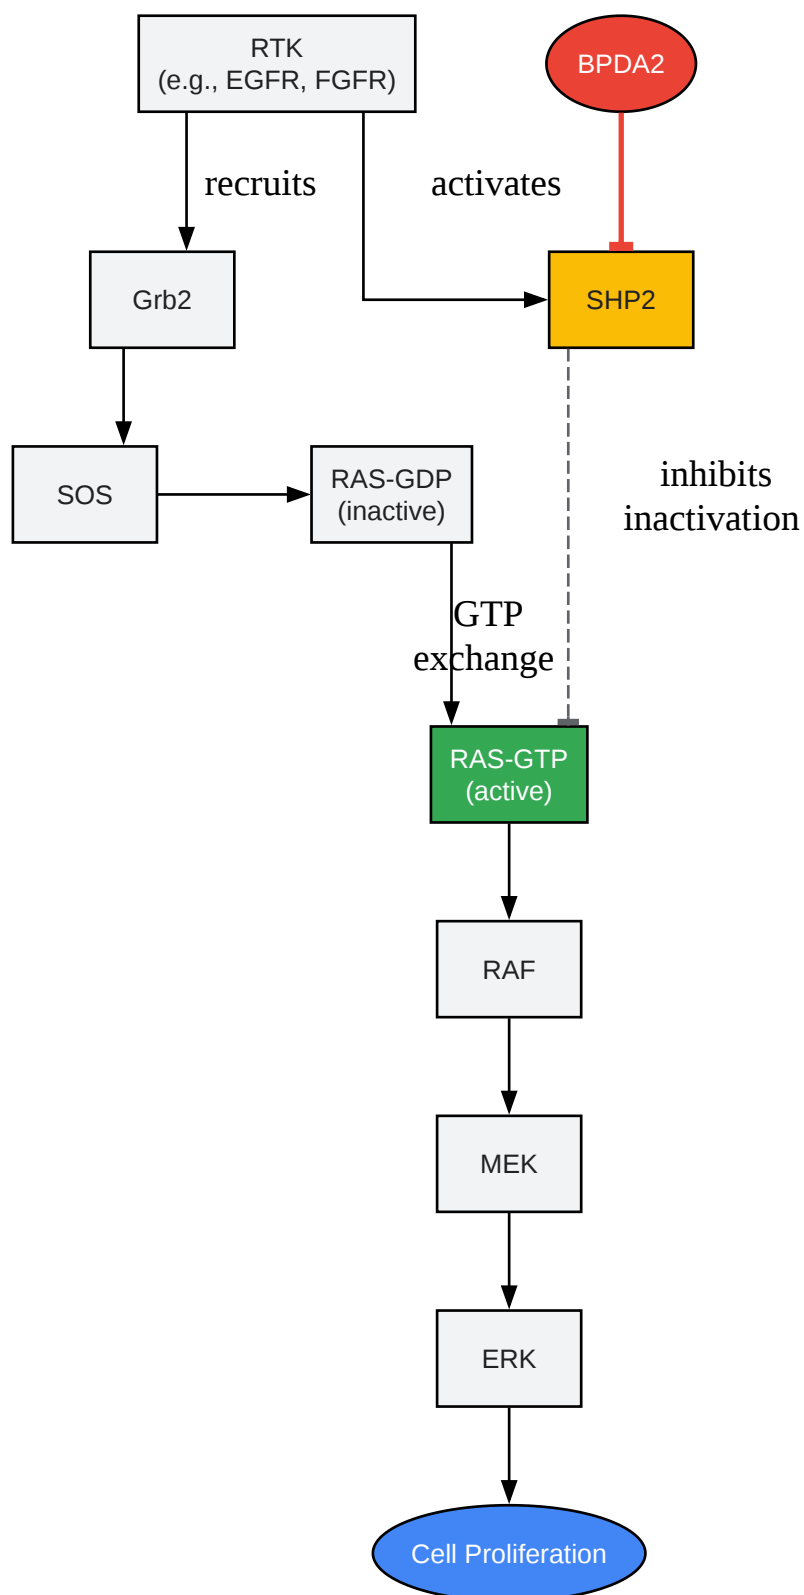 RTK
(e.g., EGFR, FGFR)
BPDA2
recruits
activates
Grb2
SHP2
SOS
RAS-GDP
(inactive)
inhibits
inactivation
GTP
exchange
RAS-GTP
(active)
RAF
MEK
ERK
Cell Proliferation